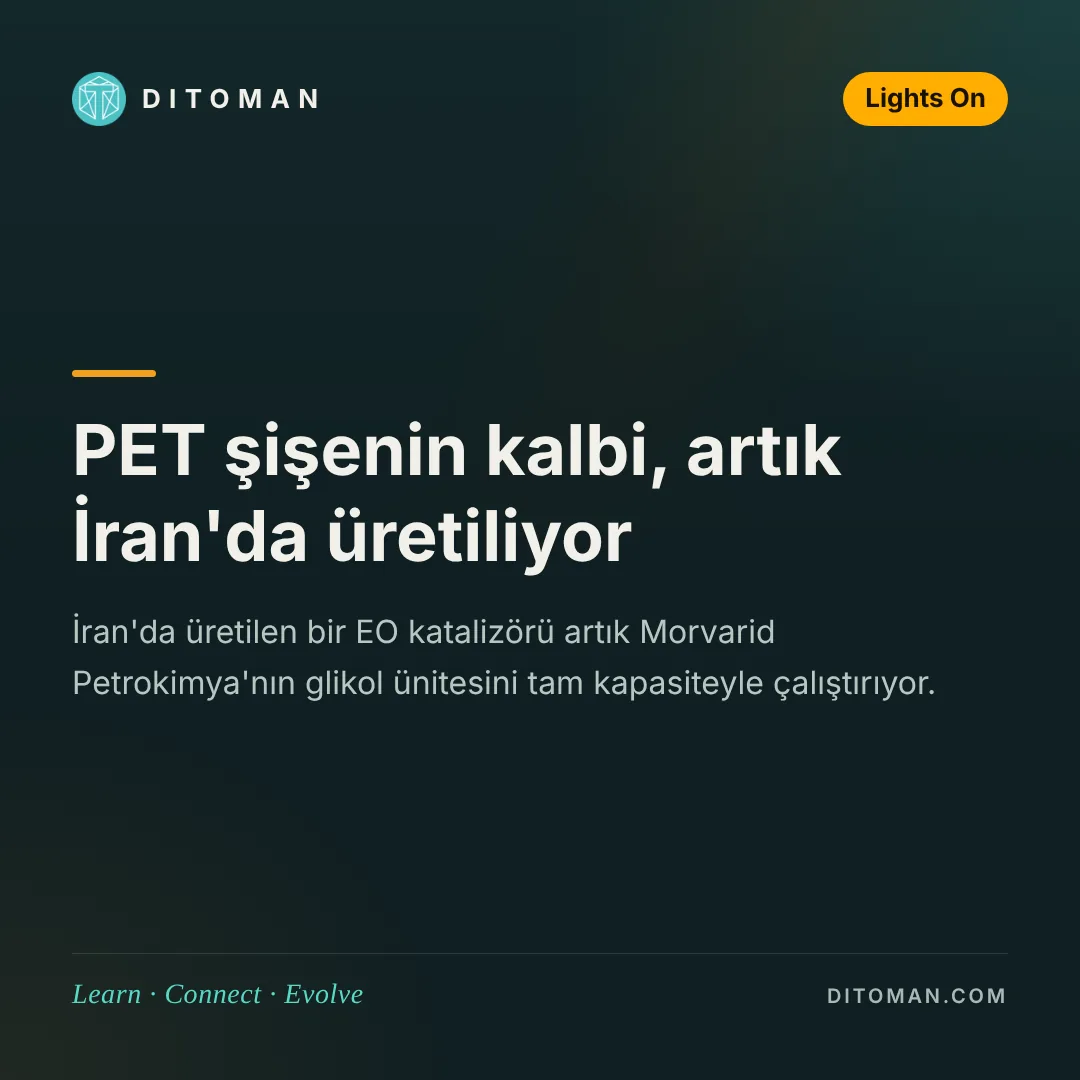 DITOMAN
Lights On
PET şişenin kalbi, artık
İran'da üretiliyor
İran'da üretilen bir EO katalizörü artık Morvarid
Petrokimya'nın glikol ünitesini tam kapasiteyle çalıştırıyor.
Learn · Connect · Evolve
DITOMAN.COM